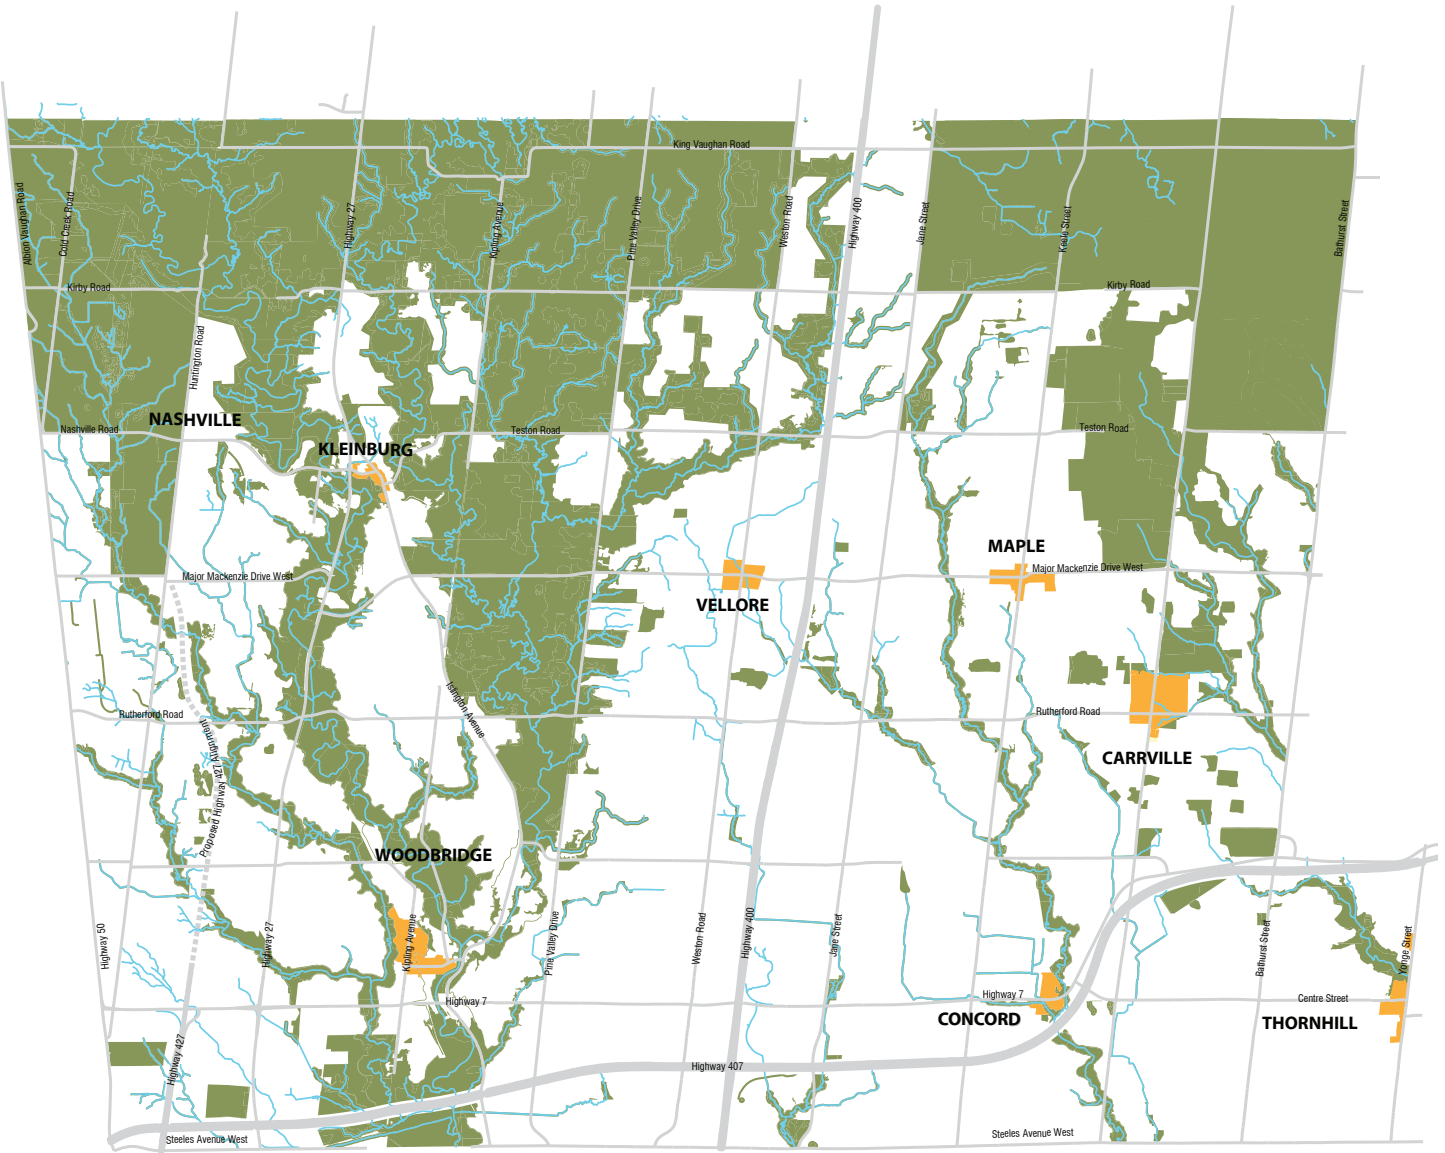 King Vaughan Road
Albion Vaughan Road
Cold Creek Road
Highway 27
Kipling Avenue
Pine Valley Drive
Weston Road
Highway 400
Jane Street
Keele Street
Bathurst Street
Kirby Road
Kirby Road
Huntington Road
NASHVILLE
Nashville Road
KLEINBURG
Teston Road
Teston Road
MAPLE
Major Mackenzie Drive West
Major Mackenzie Drive West
VELLORE
Islington Avenue
Rutherford Road
Rutherford Road
Proposed Highway 427 Alignment
CARRVILLE
WOODBRIDGE
Highway 50
Highway 27
Kipling Avenue
Pine Valley Drive
Weston Road
Highway 400
Jane Street
Bathurst Street
Yonge Street
Highway 7
Highway 7
Centre Street
CONCORD
THORNHILL
Highway 427
Highway 407
Steeles Avenue West
Steeles Avenue West